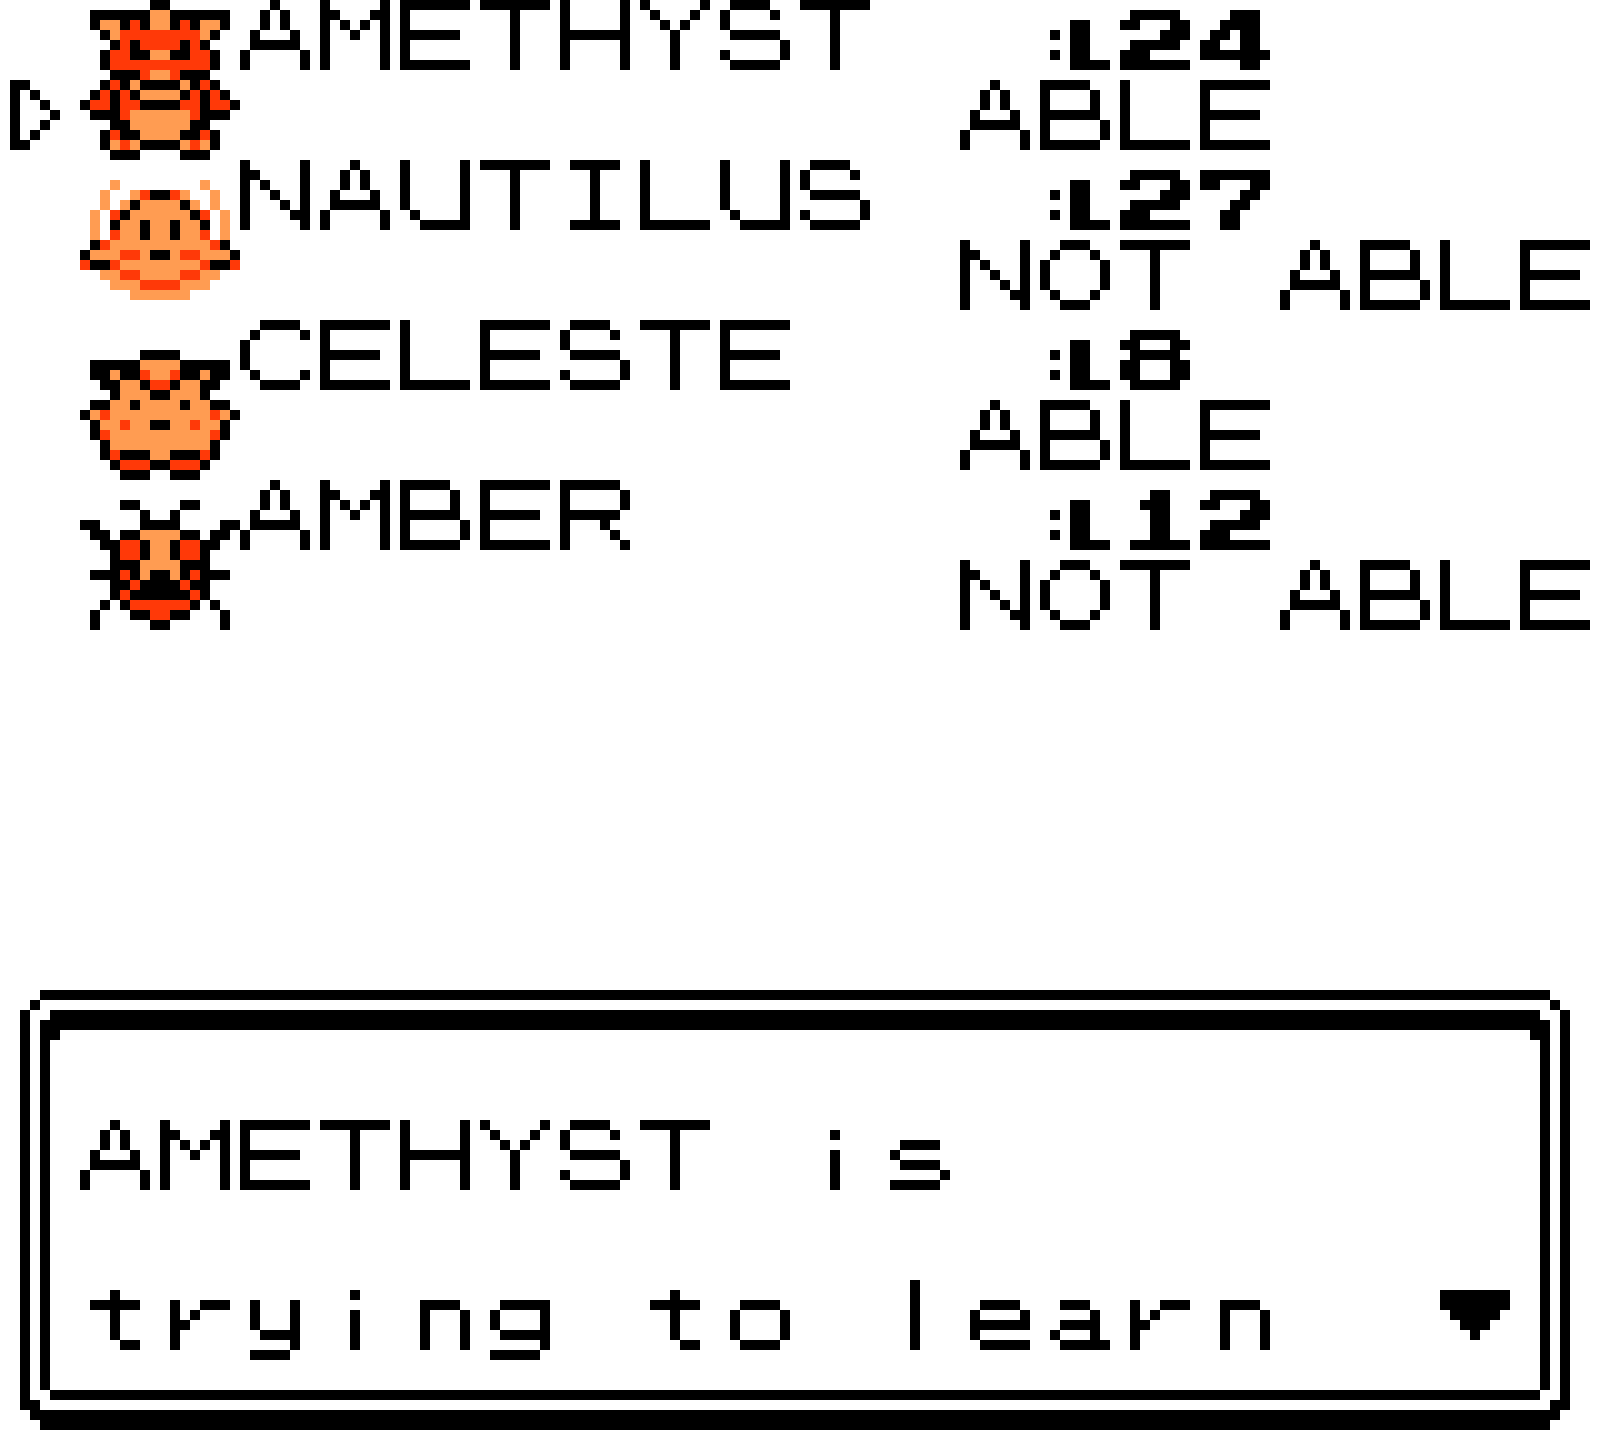 AMETHYST :L24
ABLE
NAUTILUS :L27
NOT ABLE
CELESTE :L8
ABLE
AMBER :L12
NOT ABLE
AMETHYST is
trying to learn